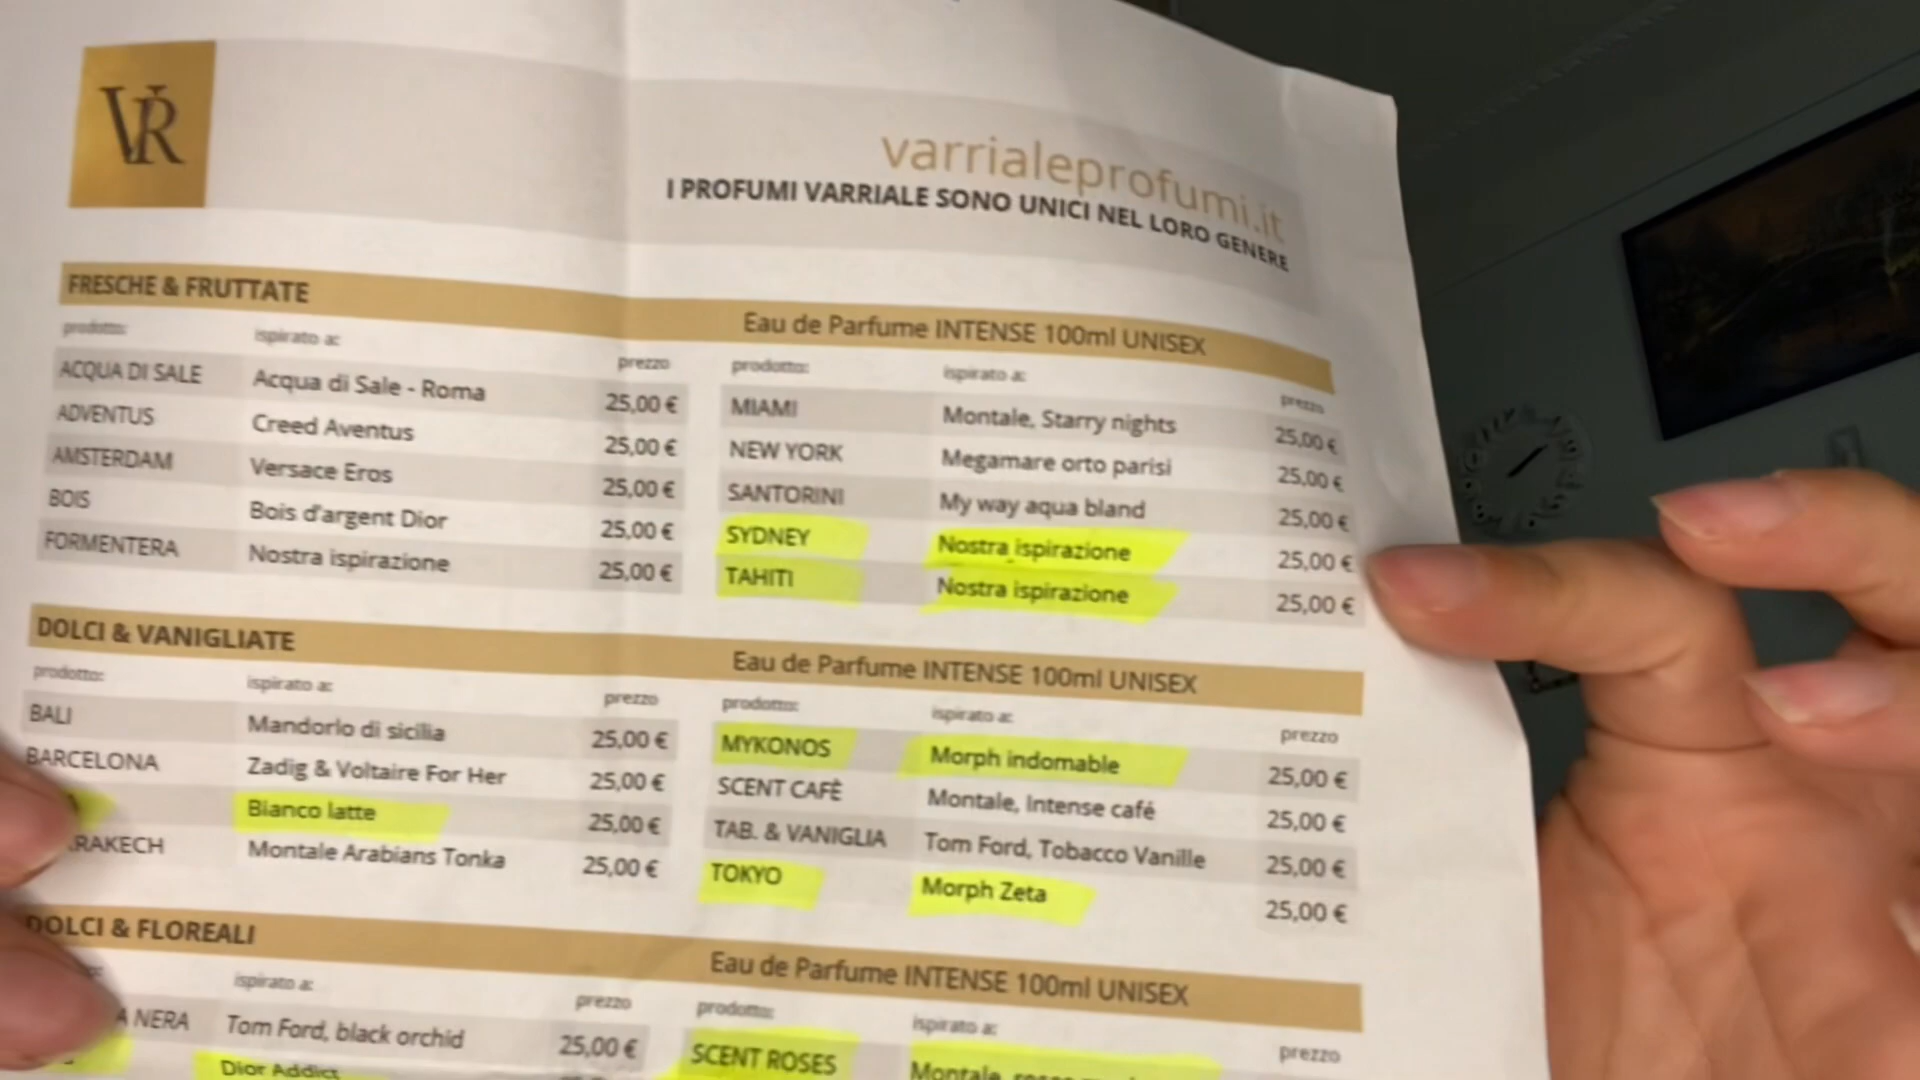 VR
varrialeprofumi.it
I PROFUMI VARRIALE SONO UNICI NEL LORO GENERE
FRESCHE & FRUTTATE Eau de Parfume INTENSE 100ml UNISEX
prodotto: ispirato a: prezzo prodotto: ispirato a: prezzo
ACQUA DI SALE Acqua di Sale - Roma 25,00 € MIAMI Montale, Starry nights 25,00 €
ADVENTUS Creed Aventus 25,00 € NEW YORK Megamare orto parisi 25,00 €
AMSTERDAM Versace Eros 25,00 € SANTORINI My way aqua bland 25,00 €
BOIS Bois d'argent Dior 25,00 € SYDNEY Nostra ispirazione 25,00 €
FORMENTERA Nostra ispirazione 25,00 € TAHITI Nostra ispirazione 25,00 €
DOLCI & VANIGLIATE Eau de Parfume INTENSE 100ml UNISEX
prodotto: ispirato a: prezzo prodotto: ispirato a: prezzo
BALI Mandorlo di sicilia 25,00 € MYKONOS Morph indomable 25,00 €
BARCELONA Zadig & Voltaire For Her 25,00 € SCENT CAFÈ Montale, Intense café 25,00 €
Bianco latte 25,00 € TAB. & VANIGLIA Tom Ford, Tobacco Vanille 25,00 €
RAKECH Montale Arabians Tonka 25,00 € TOKYO Morph Zeta 25,00 €
DOLCI & FLOREALI Eau de Parfume INTENSE 100ml UNISEX
ispirato a: prezzo prodotto: ispirato a: prezzo
A NERA Tom Ford, black orchid 25,00 € SCENT ROSES Montale,
Dior Addict